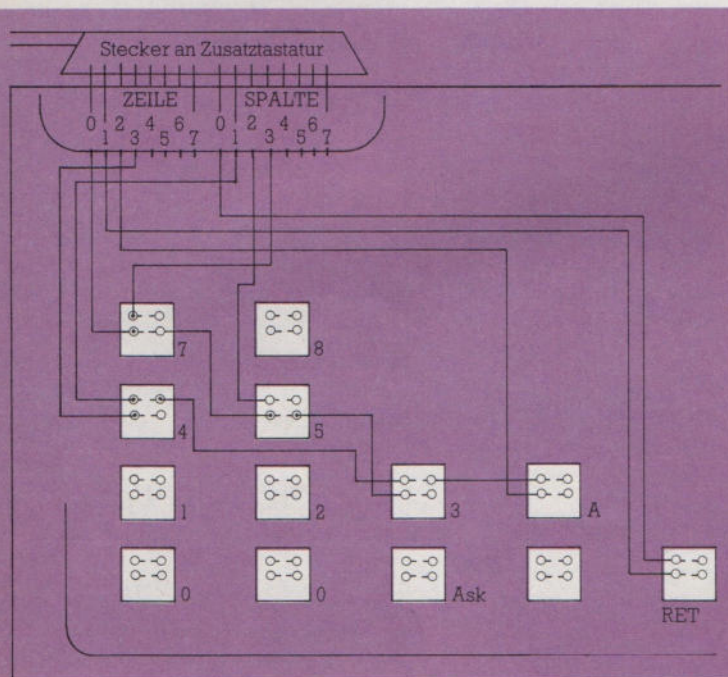 Stecker an Zusatztastatur
ZEILE SPALTE
0 1 2 3 4 5 6 7 0 1 2 3 4 5 6 7
7 8
4 5
1 2 3 A
0 0 Ask
RET